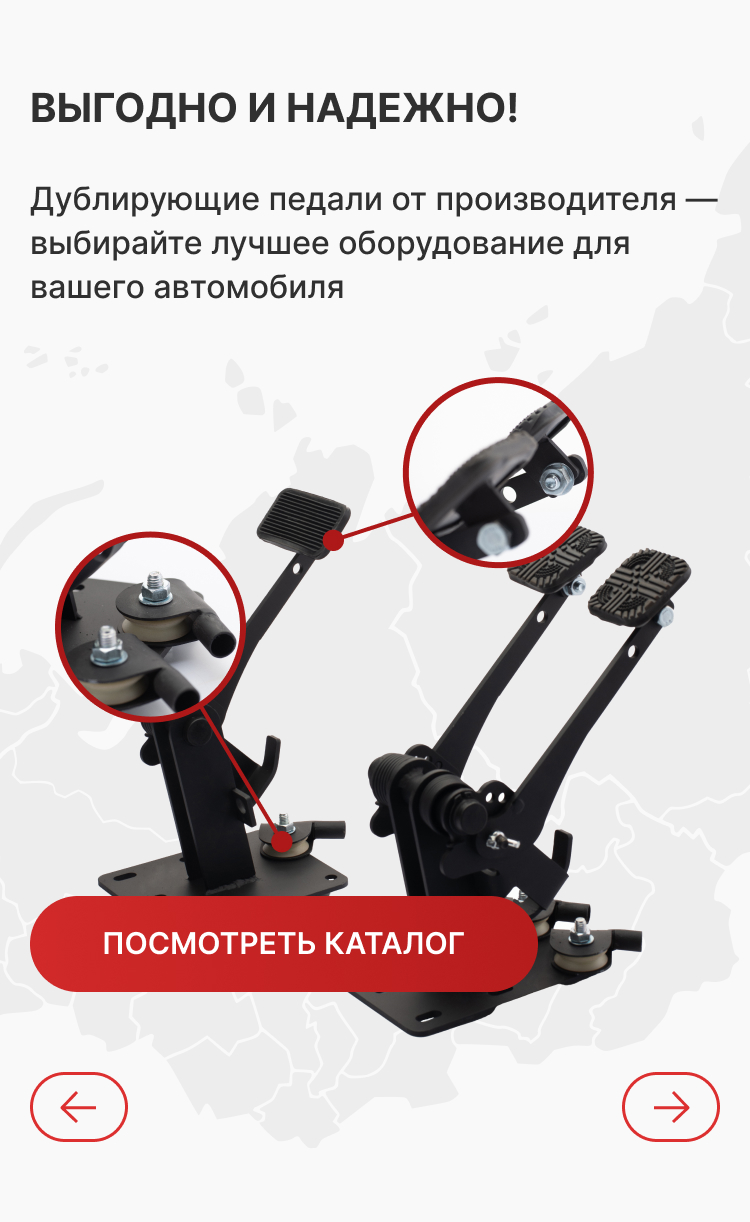 ВЫГОДНО И НАДЕЖНО!
Дублирующие педали от производителя —
выбирайте лучшее оборудование для
вашего автомобиля
ПОСМОТРЕТЬ КАТАЛОГ